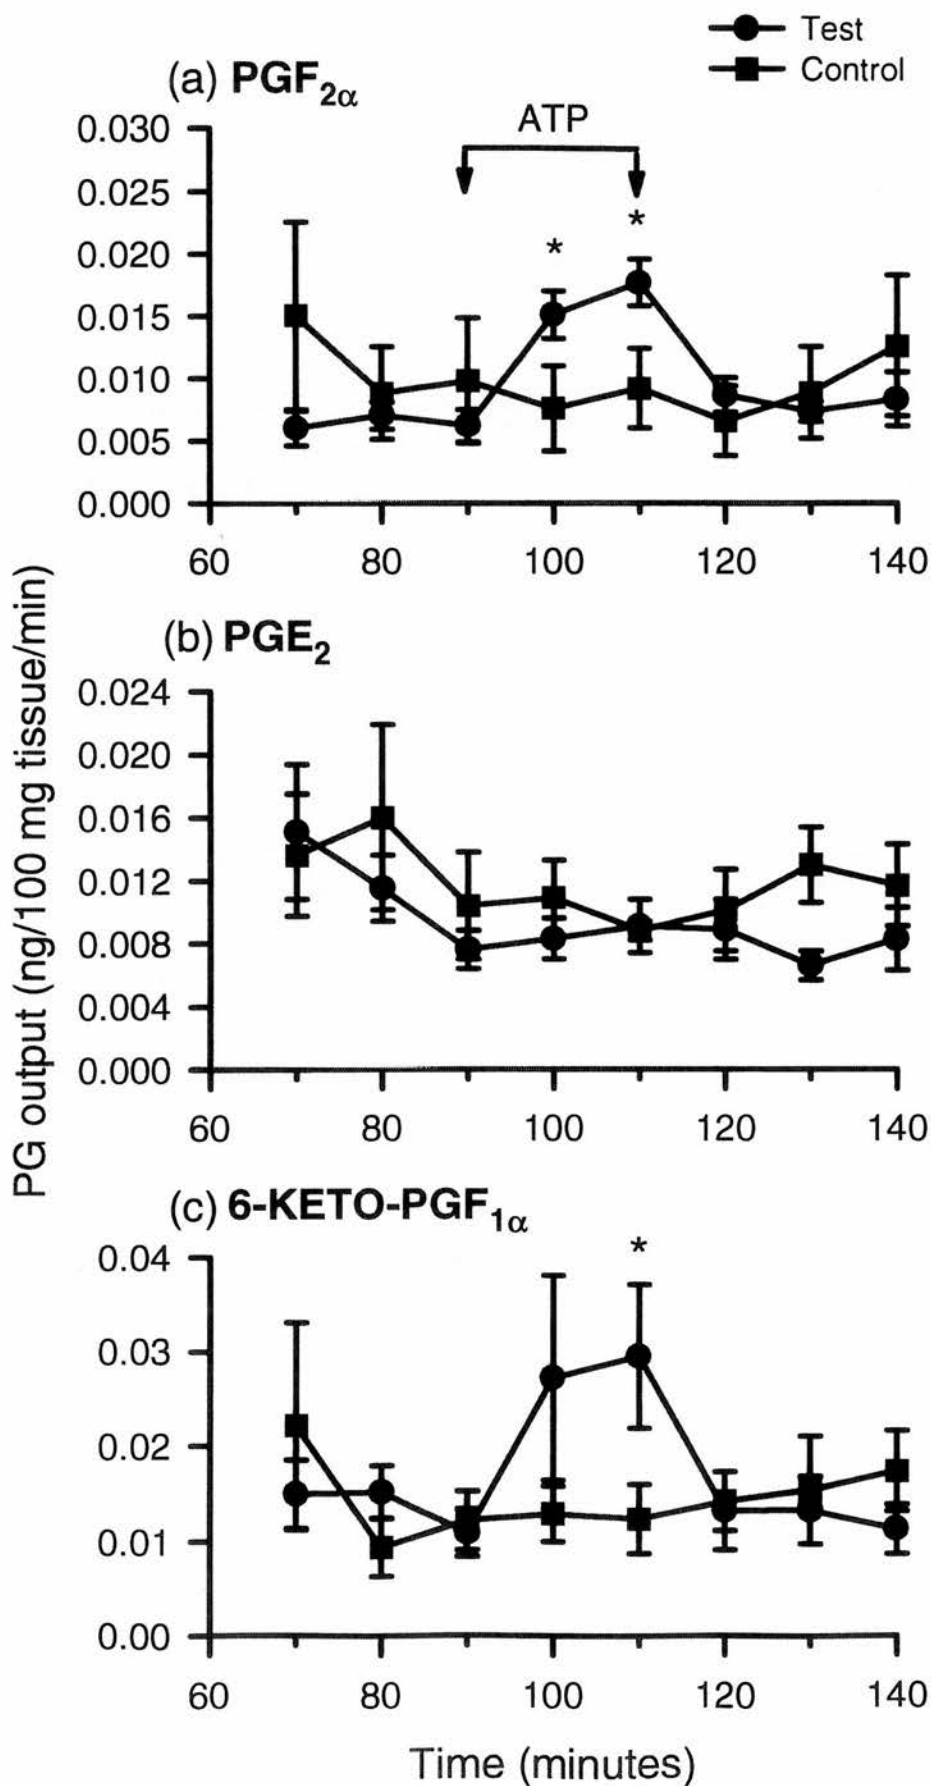 Test
Control
(a) PGF2α
ATP
0.030
0.025
*
*
0.020
0.015
0.010
0.005
0.000
60 80 100 120 140
PG output (ng/100 mg tissue/min)
(b) PGE2
0.024
0.020
0.016
0.012
0.008
0.004
0.000
60 80 100 120 140
(c) 6-KETO-PGF1α
*
0.04
0.03
0.02
0.01
0.00
60 80 100 120 140
Time (minutes)